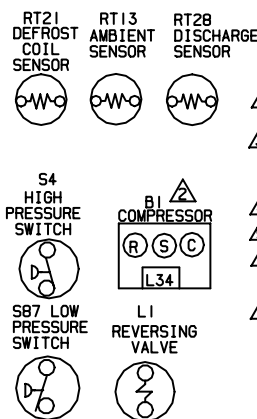 RT21
DEFROST
COIL
SENSOR
RT13
AMBIENT
SENSOR
RT28
DISCHARGE
SENSOR
S4
HIGH
PRESSURE
SWITCH
B1 2
COMPRESSOR
R S C
L34
S87 LOW
PRESSURE
SWITCH
L1
REVERSING
VALVE